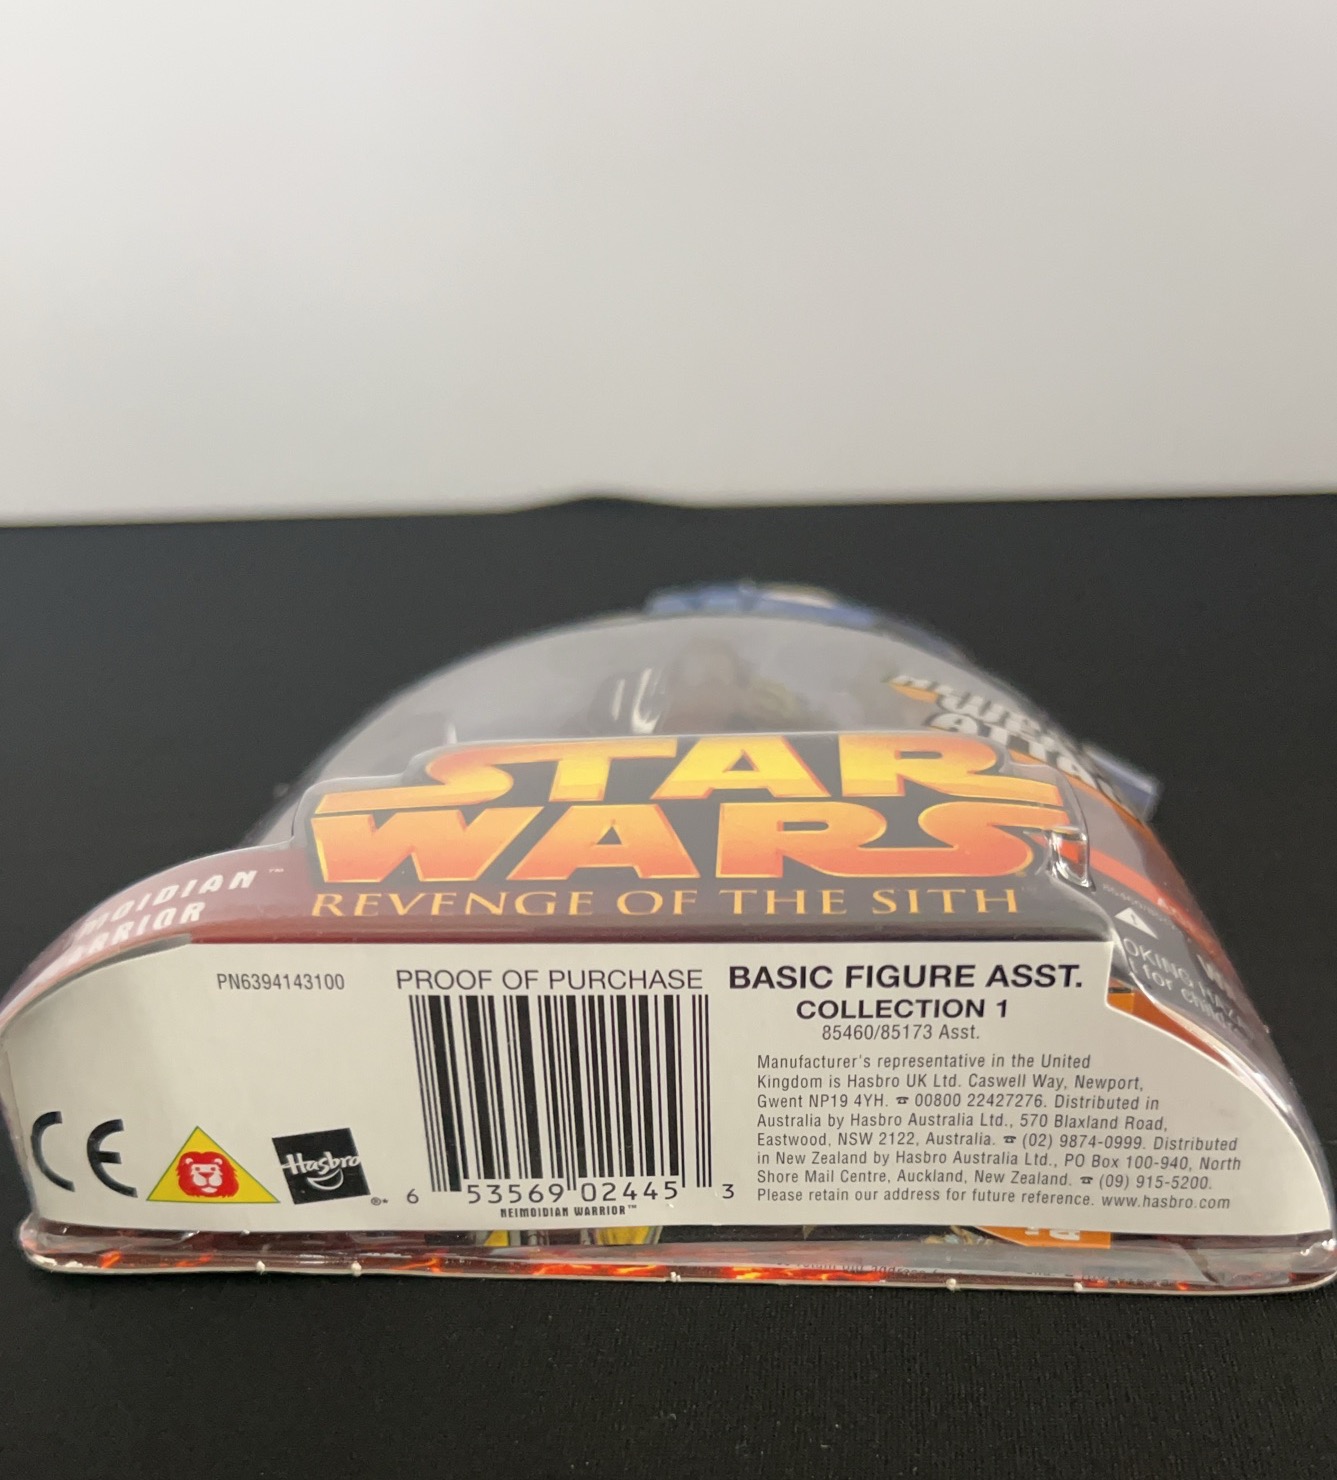 STAR
WARS
REVENGE OF THE SITH
PN6394143100
PROOF OF PURCHASE
6 53569 02445 3
NEIMOIDIAN WARRIOR™
CE
Hasbro
BASIC FIGURE ASST.
COLLECTION 1
85460/85173 Asst.
Manufacturer's representative in the United
Kingdom is Hasbro UK Ltd. Caswell Way, Newport,
Gwent NP19 4YH. ☎ 00800 22427276. Distributed in
Australia by Hasbro Australia Ltd., 570 Blaxland Road,
Eastwood, NSW 2122, Australia. ☎ (02) 9874-0999. Distributed
in New Zealand by Hasbro Australia Ltd., PO Box 100-940, North
Shore Mail Centre, Auckland, New Zealand. ☎ (09) 915-5200.
Please retain our address for future reference. www.hasbro.com